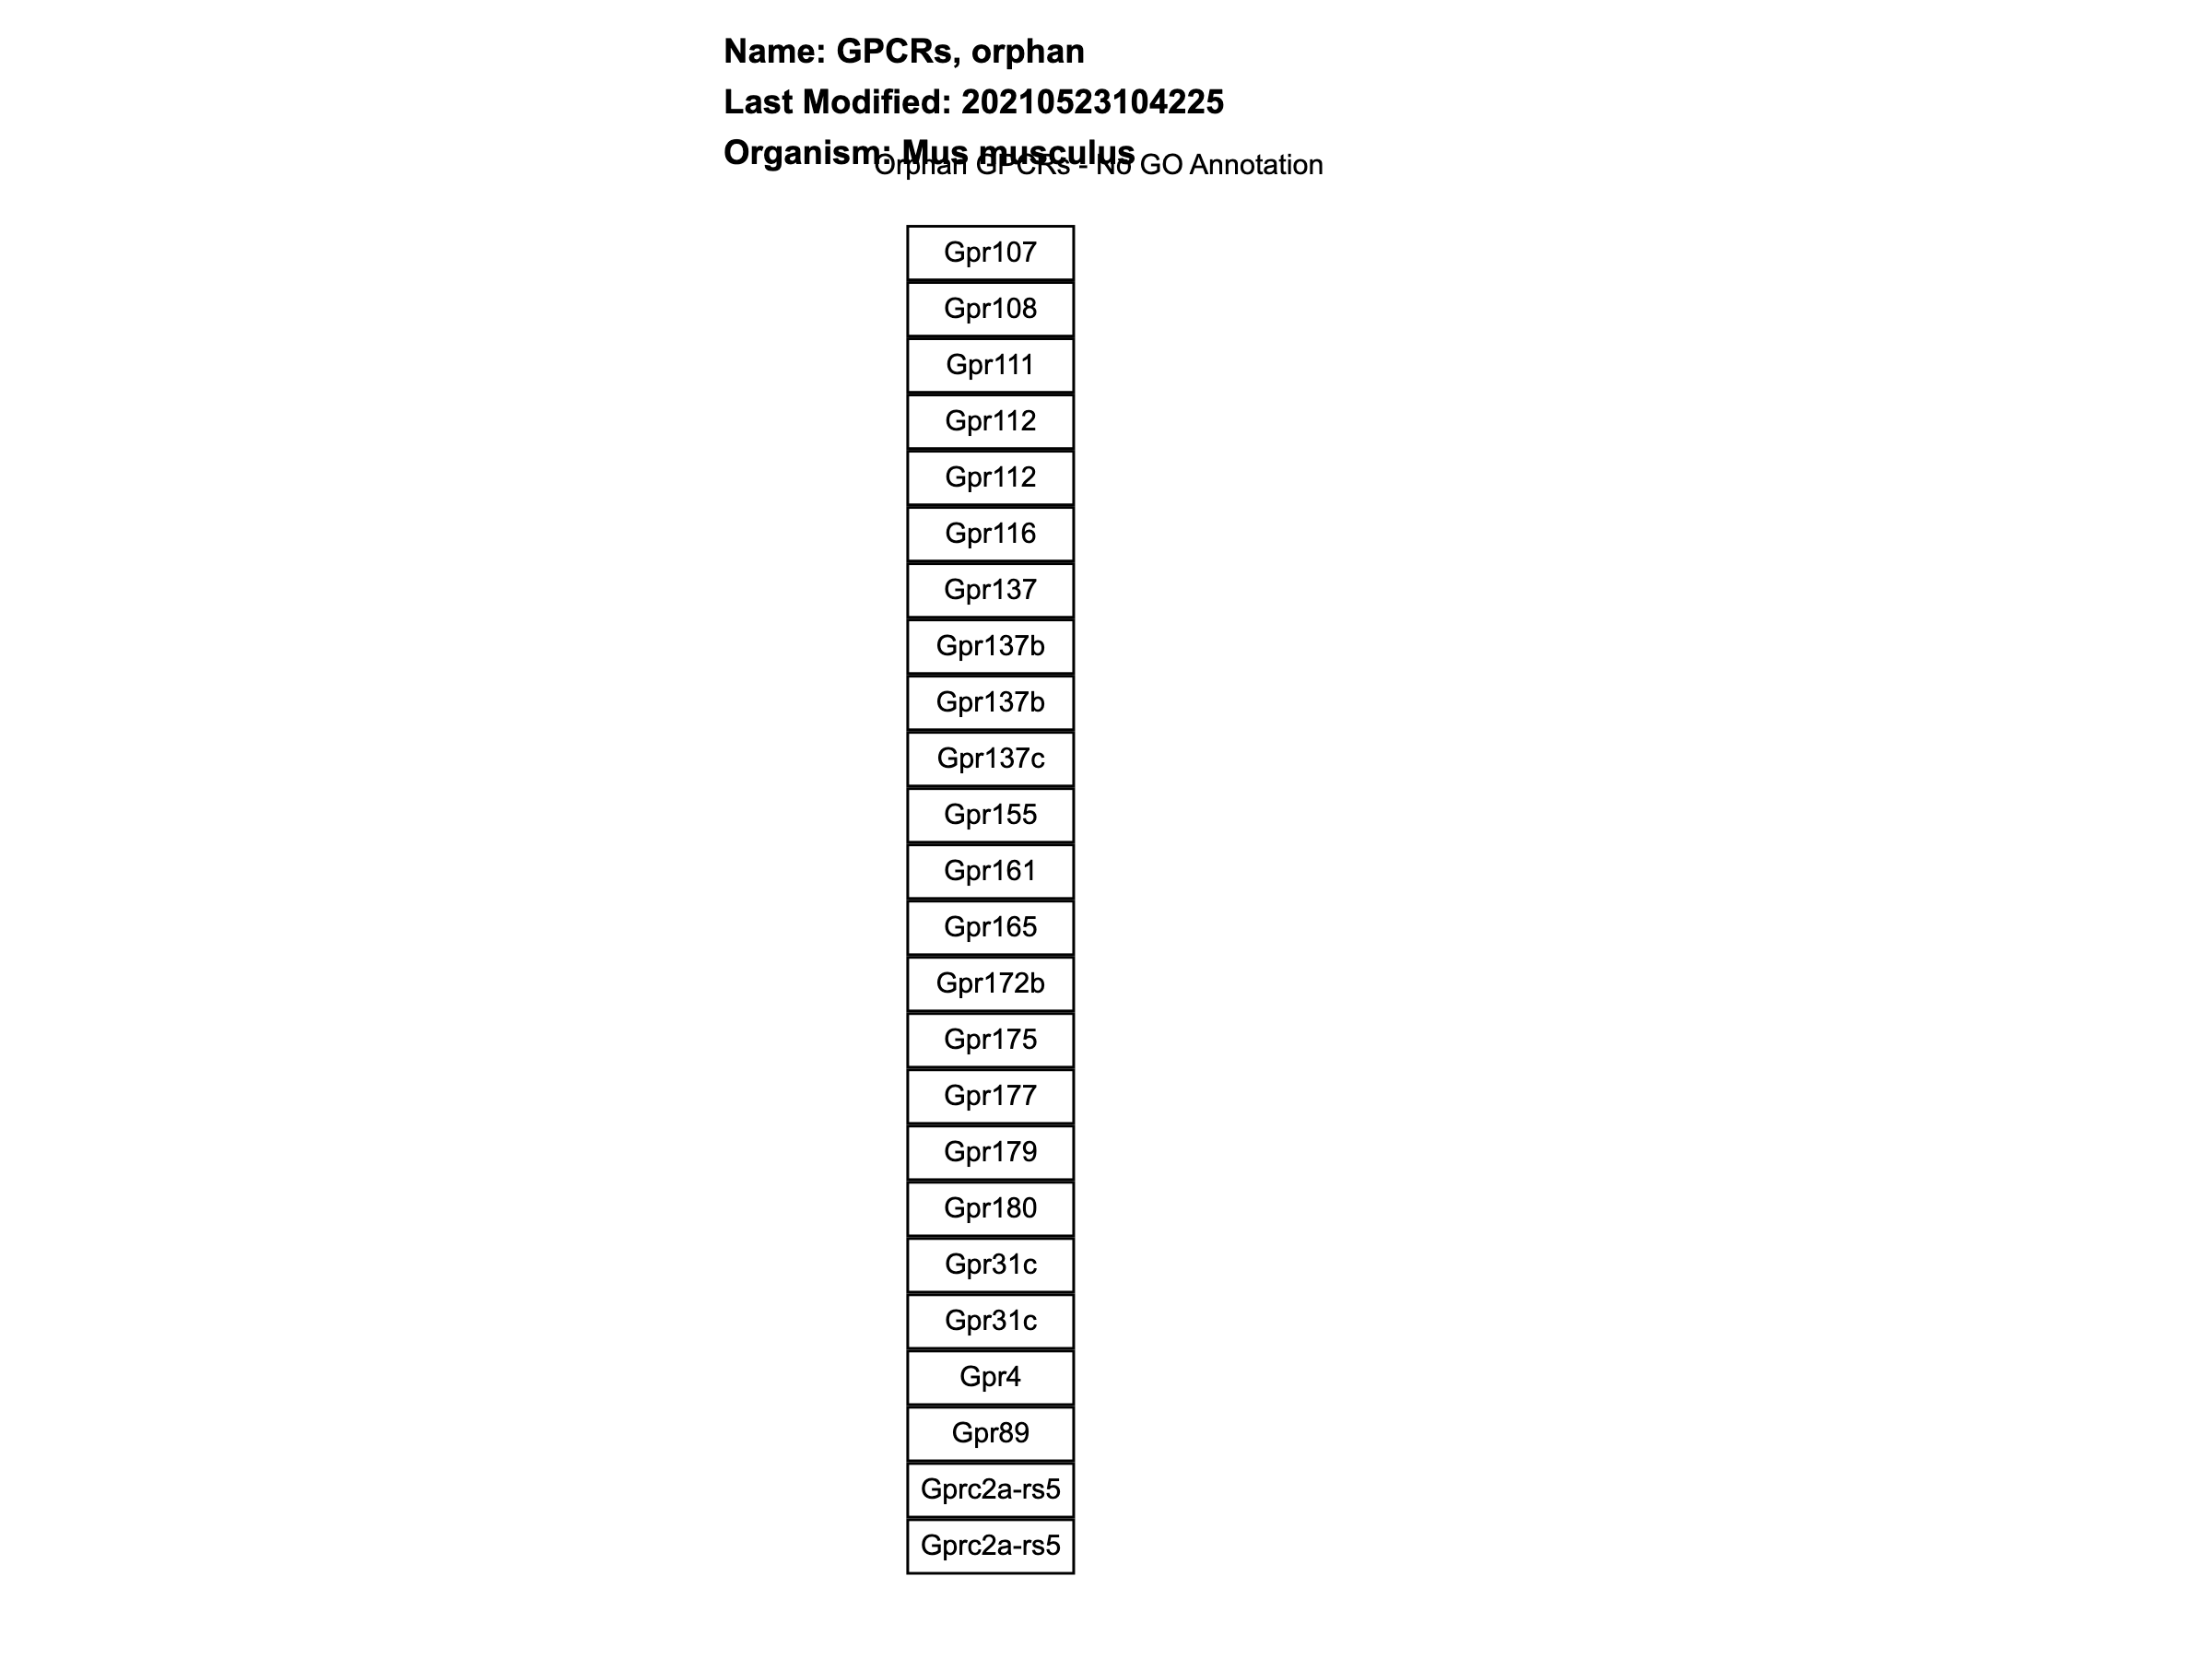 Name: GPCRs, orphan
Last Modified: 20210523104225
Organism: Mus musculus
Orphan GPCRs - No GO Annotation
Gpr107
Gpr108
Gpr111
Gpr112
Gpr112
Gpr116
Gpr137
Gpr137b
Gpr137b
Gpr137c
Gpr155
Gpr161
Gpr165
Gpr172b
Gpr175
Gpr177
Gpr179
Gpr180
Gpr31c
Gpr31c
Gpr4
Gpr89
Gprc2a-rs5
Gprc2a-rs5